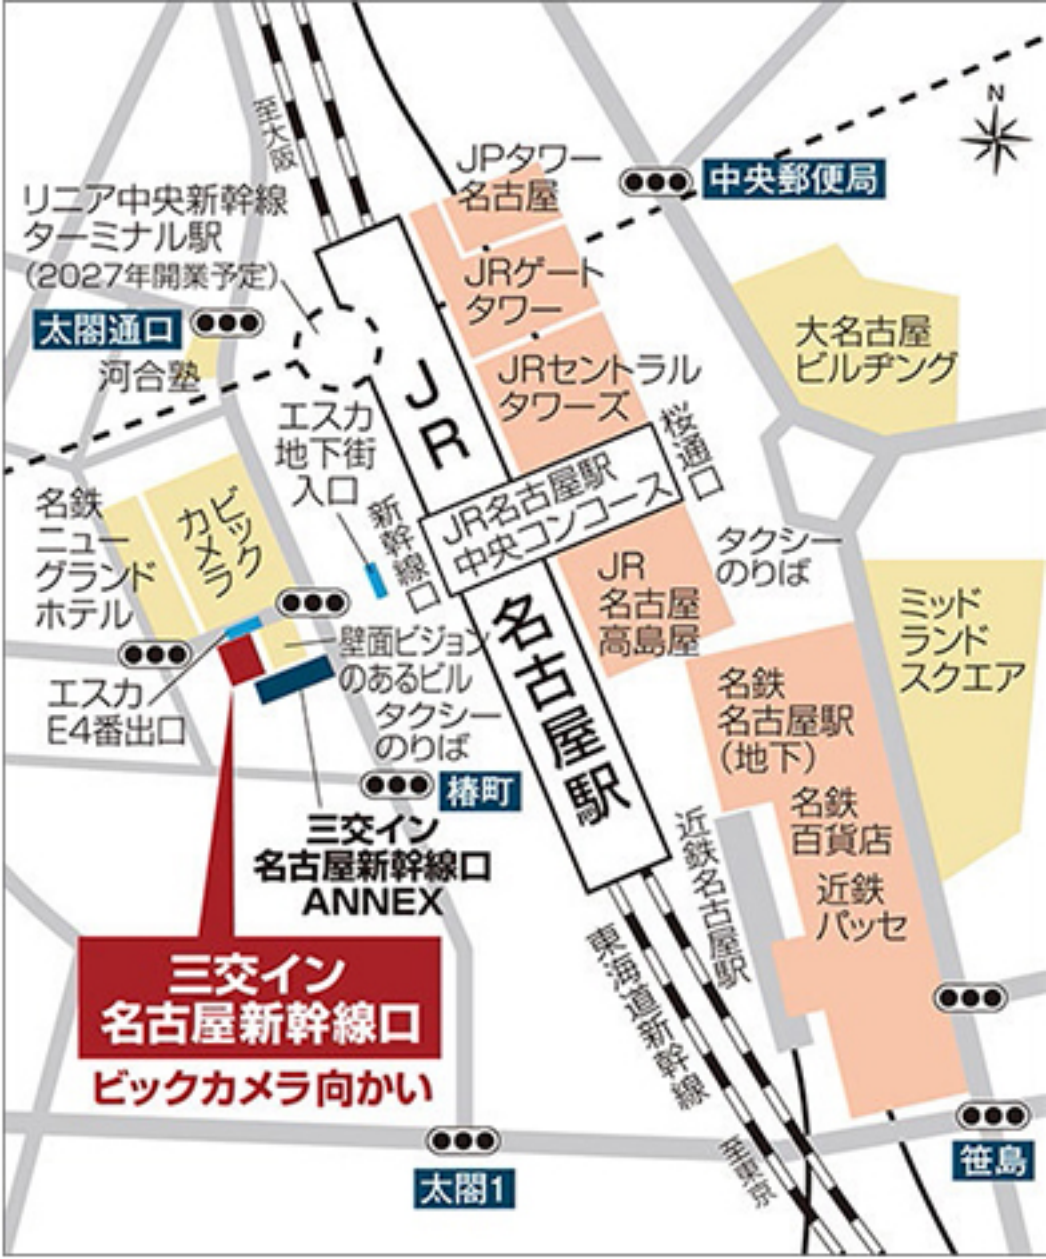 至大阪
N
JPタワー
名古屋
中央郵便局
リニア中央新幹線
ターミナル駅
(2027年開業予定)
JRゲート
タワー
太閤通口
河合塾
大名古屋
ビルヂング
JR
JRセントラル
タワーズ
エスカ
地下街
入口
桜通口
JR名古屋駅
中央コンコース
新幹線口
名鉄
ニュー
グランド
ホテル
ビック
カメラ
タクシー
のりば
JR
名古屋
高島屋
ミッド
ランド
スクエア
名古屋駅
壁面ビジョン
のあるビル
エスカ
E4番出口
タクシー
のりば
名鉄
名古屋駅
(地下)
椿町
三交イン
名古屋新幹線口
ANNEX
近鉄名古屋駅
名鉄
百貨店
近鉄
パッセ
三交イン
名古屋新幹線口
ビックカメラ向かい
東海道新幹線
至東京
太閤1
笹島